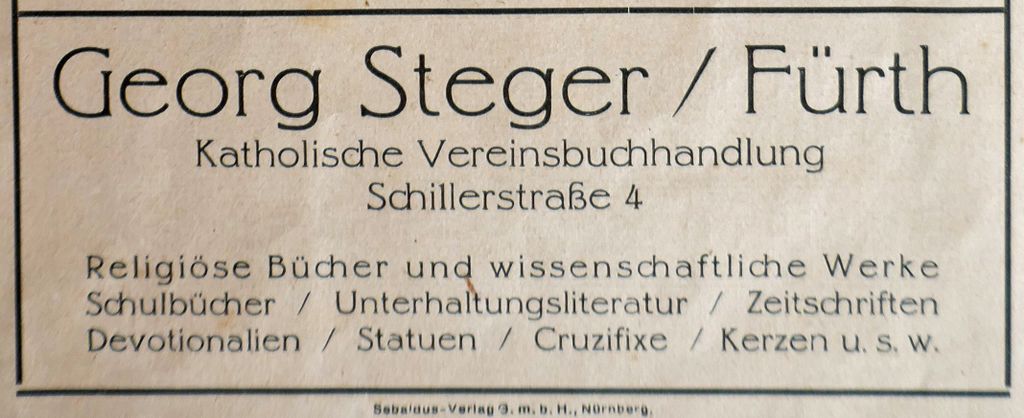 Georg Steger / Fürth
Katholische Vereinsbuchhandlung
Schillerstraße 4
Religiöse Bücher und wissenschaftliche Werke
Schulbücher / Unterhaltungsliteratur / Zeitschriften
Devotionalien / Statuen / Cruzifixe / Kerzen u. s. w.
Sebaldus-Verlag G. m. b. H., Nürnberg.